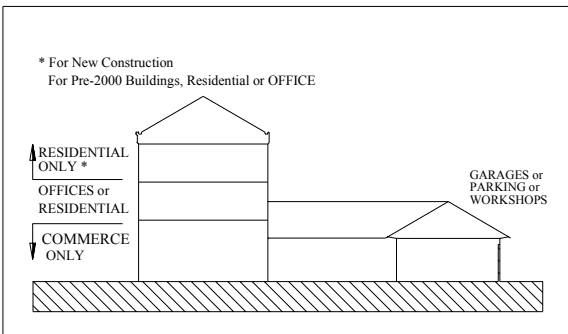 * For New Construction
For Pre-2000 Buildings, Residential or OFFICE
RESIDENTIAL
ONLY *
OFFICES or
RESIDENTIAL
COMMERCE
ONLY
GARAGES or
PARKING or
WORKSHOPS